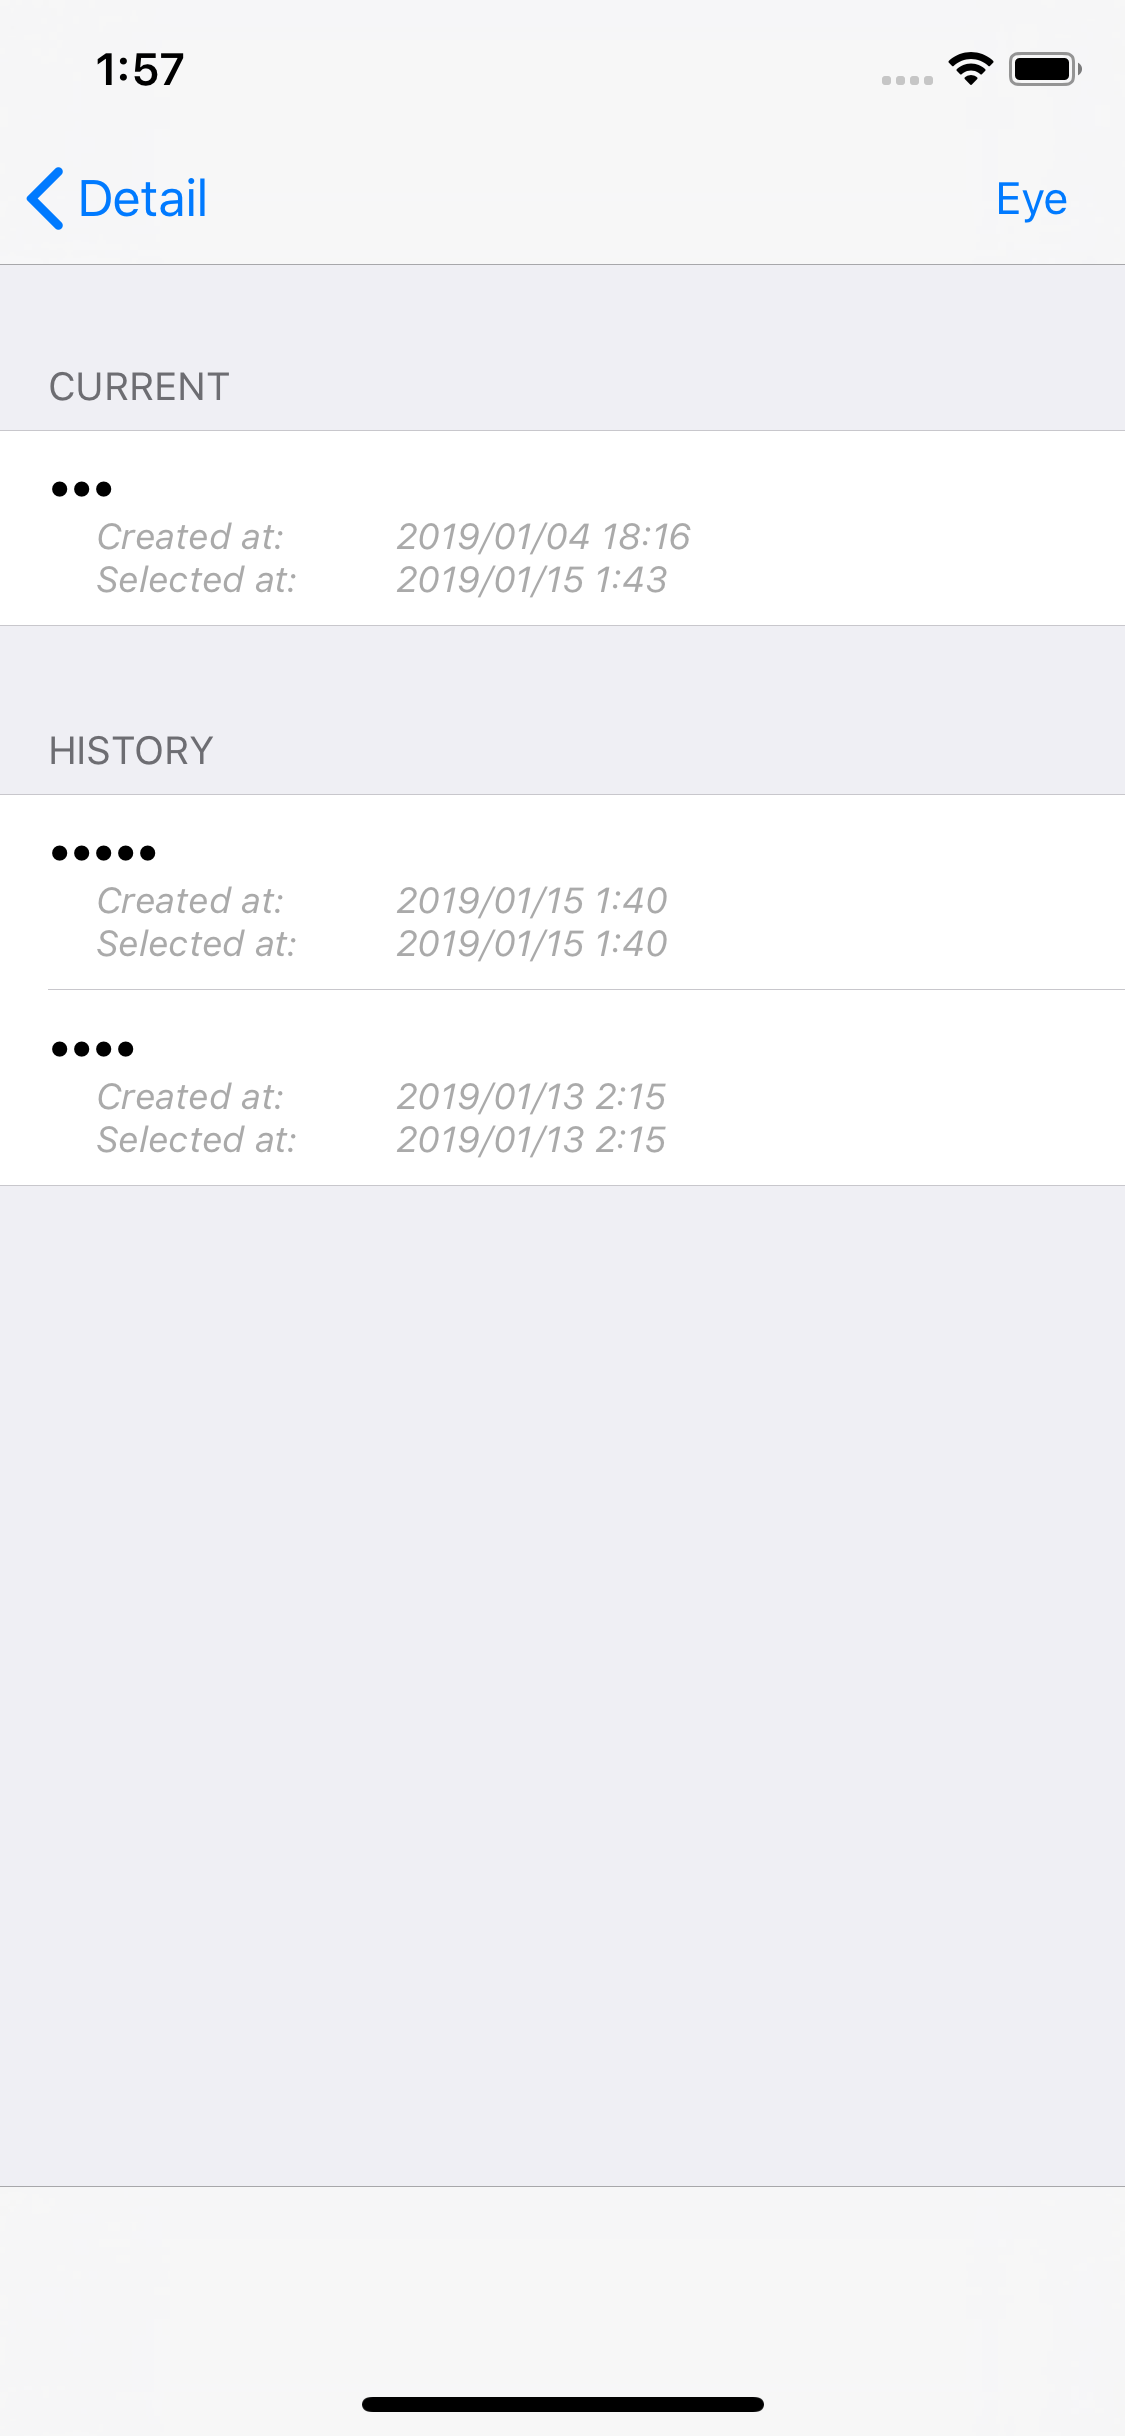 1:57
Detail
Eye
CURRENT
•••
Created at: 2019/01/04 18:16
Selected at: 2019/01/15 1:43
HISTORY
•••••
Created at: 2019/01/15 1:40
Selected at: 2019/01/15 1:40
••••
Created at: 2019/01/13 2:15
Selected at: 2019/01/13 2:15